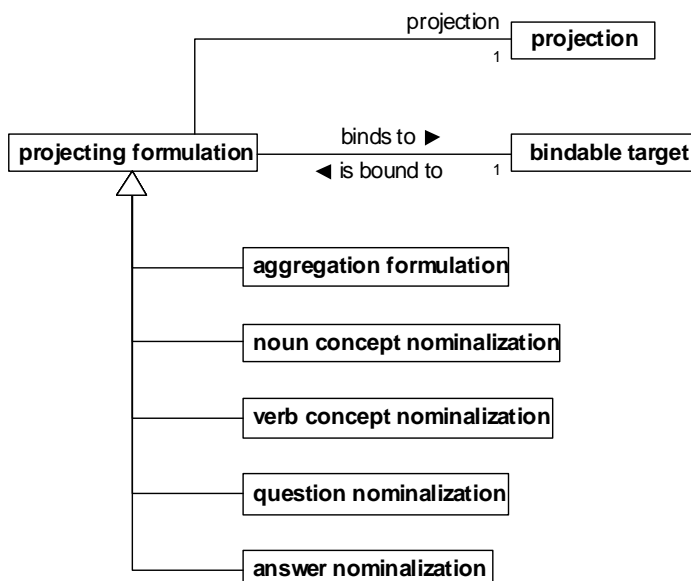 projection
projection
1
projecting formulation
binds to ►
bindable target
◄ is bound to
1
aggregation formulation
noun concept nominalization
verb concept nominalization
question nominalization
answer nominalization